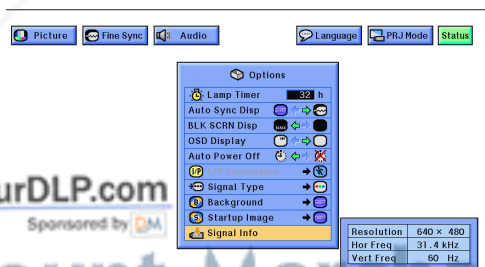 Picture Fine Sync Audio Language PRJ Mode Status
Options
Lamp Timer 32 h
Auto Sync Disp
BLK SCRN Disp
OSD Display
Auto Power Off
I/P I/P Conversion
Signal Type
Background
Startup Image
Signal Info
Resolution 640 × 480
Hor Freq 31.4 kHz
Vert Freq 60 Hz
urDLP.com
Sponsored by DM